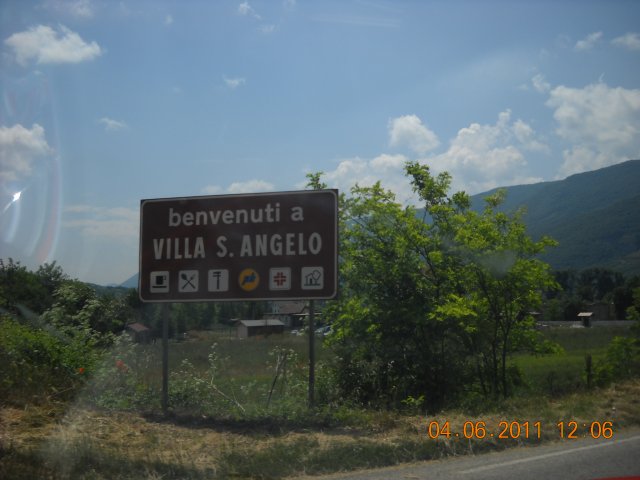 benvenuti a
VILLA S. ANGELO
04.06.2011 12:06